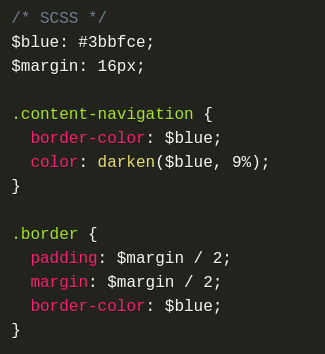 /* SCSS */
$blue: #3bbfce;
$margin: 16px;

.content-navigation {
  border-color: $blue;
  color: darken($blue, 9%);
}

.border {
  padding: $margin / 2;
  margin: $margin / 2;
  border-color: $blue;
}